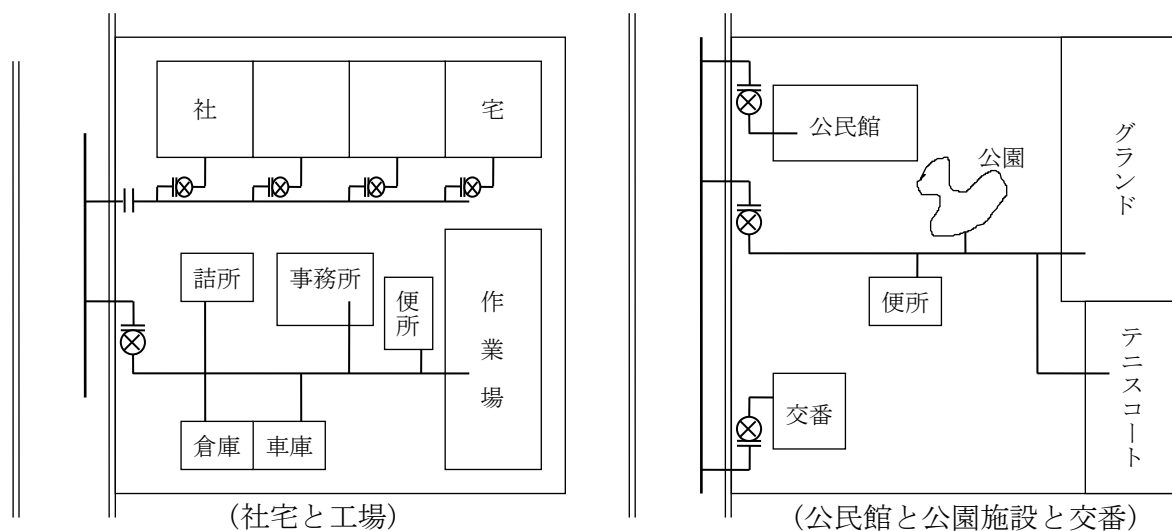 社
宅
詰所
事務所
便所
作業場
倉庫
車庫
(社宅と工場)
公民館
公園
グランド
便所
テニスコート
交番
(公民館と公園施設と交番)